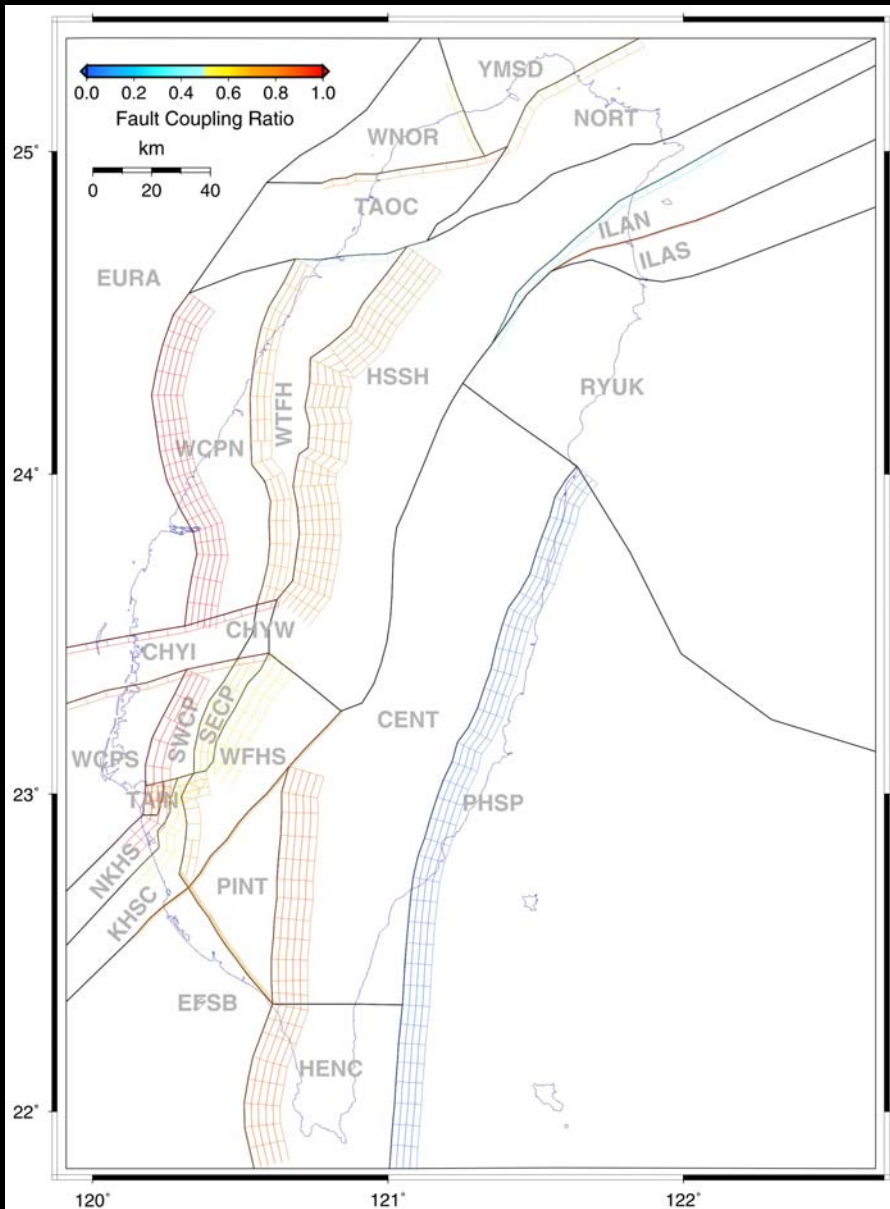 YMSD
0.0 0.2 0.4 0.6 0.8 1.0
Fault Coupling Ratio
NORT
WNOR
km
25°
0 20 40
TAOC
ILAN
ILAS
EURA
HSSH
RYUK
WTFH
WCPN
24°
CHYW
CHYI
SWCP
SECP
CENT
WCPS
WFHS
23°
TAIN
PHSP
NKHS
PINT
KHSC
EFSB
HENC
22°
120° 121° 122°